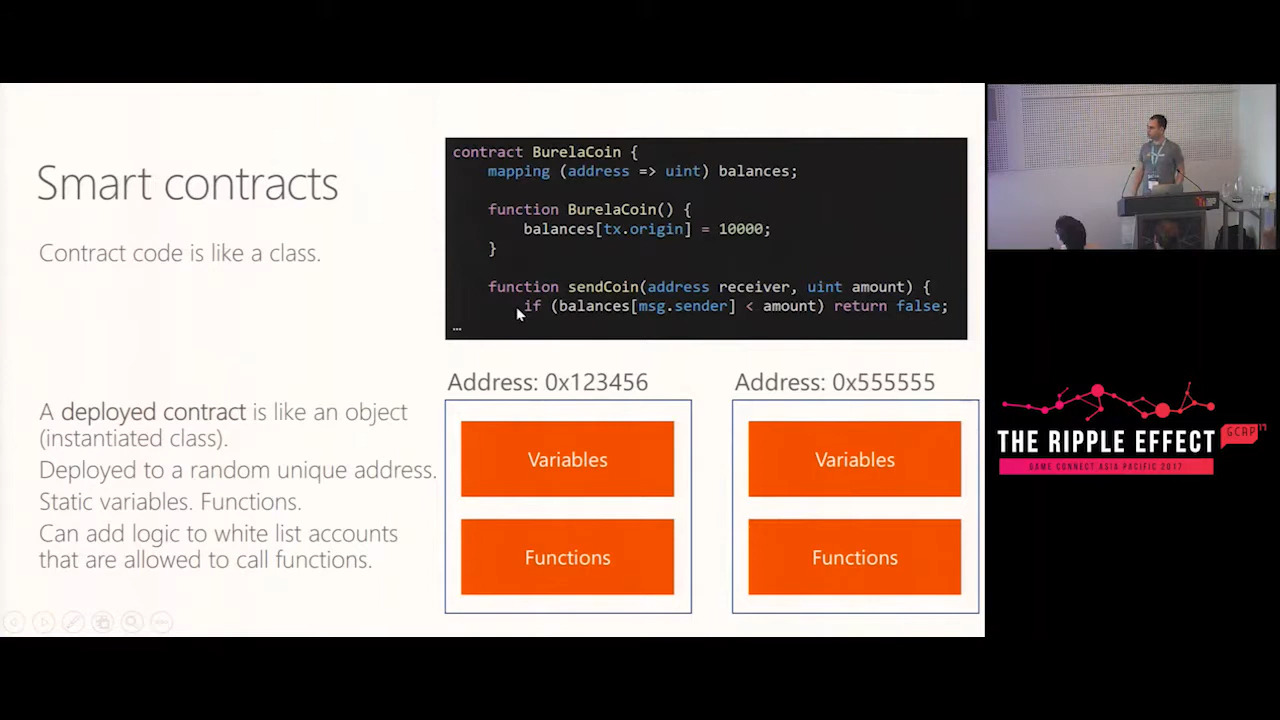 Smart contracts
Contract code is like a class.
contract BurelaCoin {
mapping (address => uint) balances;
function BurelaCoin() {
balances[tx.origin] = 10000;
}
function sendCoin(address receiver, uint amount) {
if (balances[msg.sender] < amount) return false;
…
A deployed contract is like an object
(instantiated class).
Deployed to a random unique address.
Static variables. Functions.
Can add logic to white list accounts
that are allowed to call functions.
Address: 0x123456
Variables
Functions
Address: 0x555555
Variables
Functions
THE RIPPLE EFFECT
GCAP 17
GAME CONNECT ASIA PACIFIC 2017